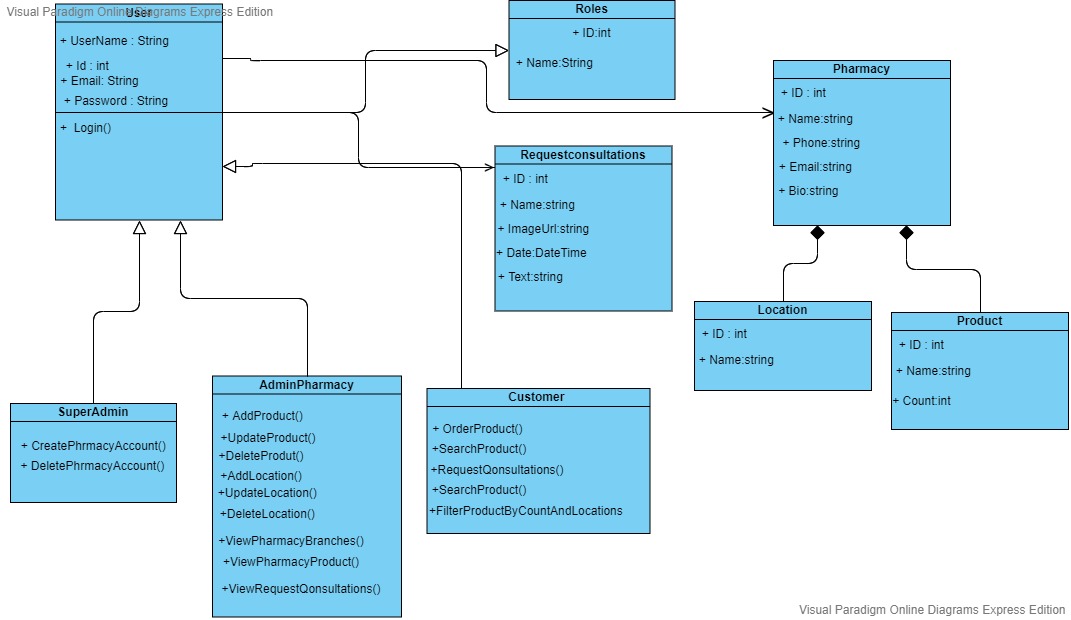 Visual Paradigm Online Diagrams Express Edition
User
+ UserName : String
+ Id : int
+ Email: String
+ Password : String
+ Login()
Roles
+ ID:int
+ Name:String
Pharmacy
+ ID : int
+ Name:string
+ Phone:string
+ Email:string
+ Bio:string
Requestconsultations
+ ID : int
+ Name:string
+ ImageUrl:string
+ Date:DateTime
+ Text:string
Location
+ ID : int
+ Name:string
Product
+ ID : int
+ Name:string
+ Count:int
SuperAdmin
+ CreatePhrmacyAccount()
+ DeletePhrmacyAccount()
AdminPharmacy
+ AddProduct()
+UpdateProduct()
+DeleteProdut()
+AddLocation()
+UpdateLocation()
+DeleteLocation()
+ViewPharmacyBranches()
+ViewPharmacyProduct()
+ViewRequestQonsultations()
Customer
+ OrderProduct()
+SearchProduct()
+RequestQonsultations()
+SearchProduct()
+FilterProductByCountAndLocations
Visual Paradigm Online Diagrams Express Edition